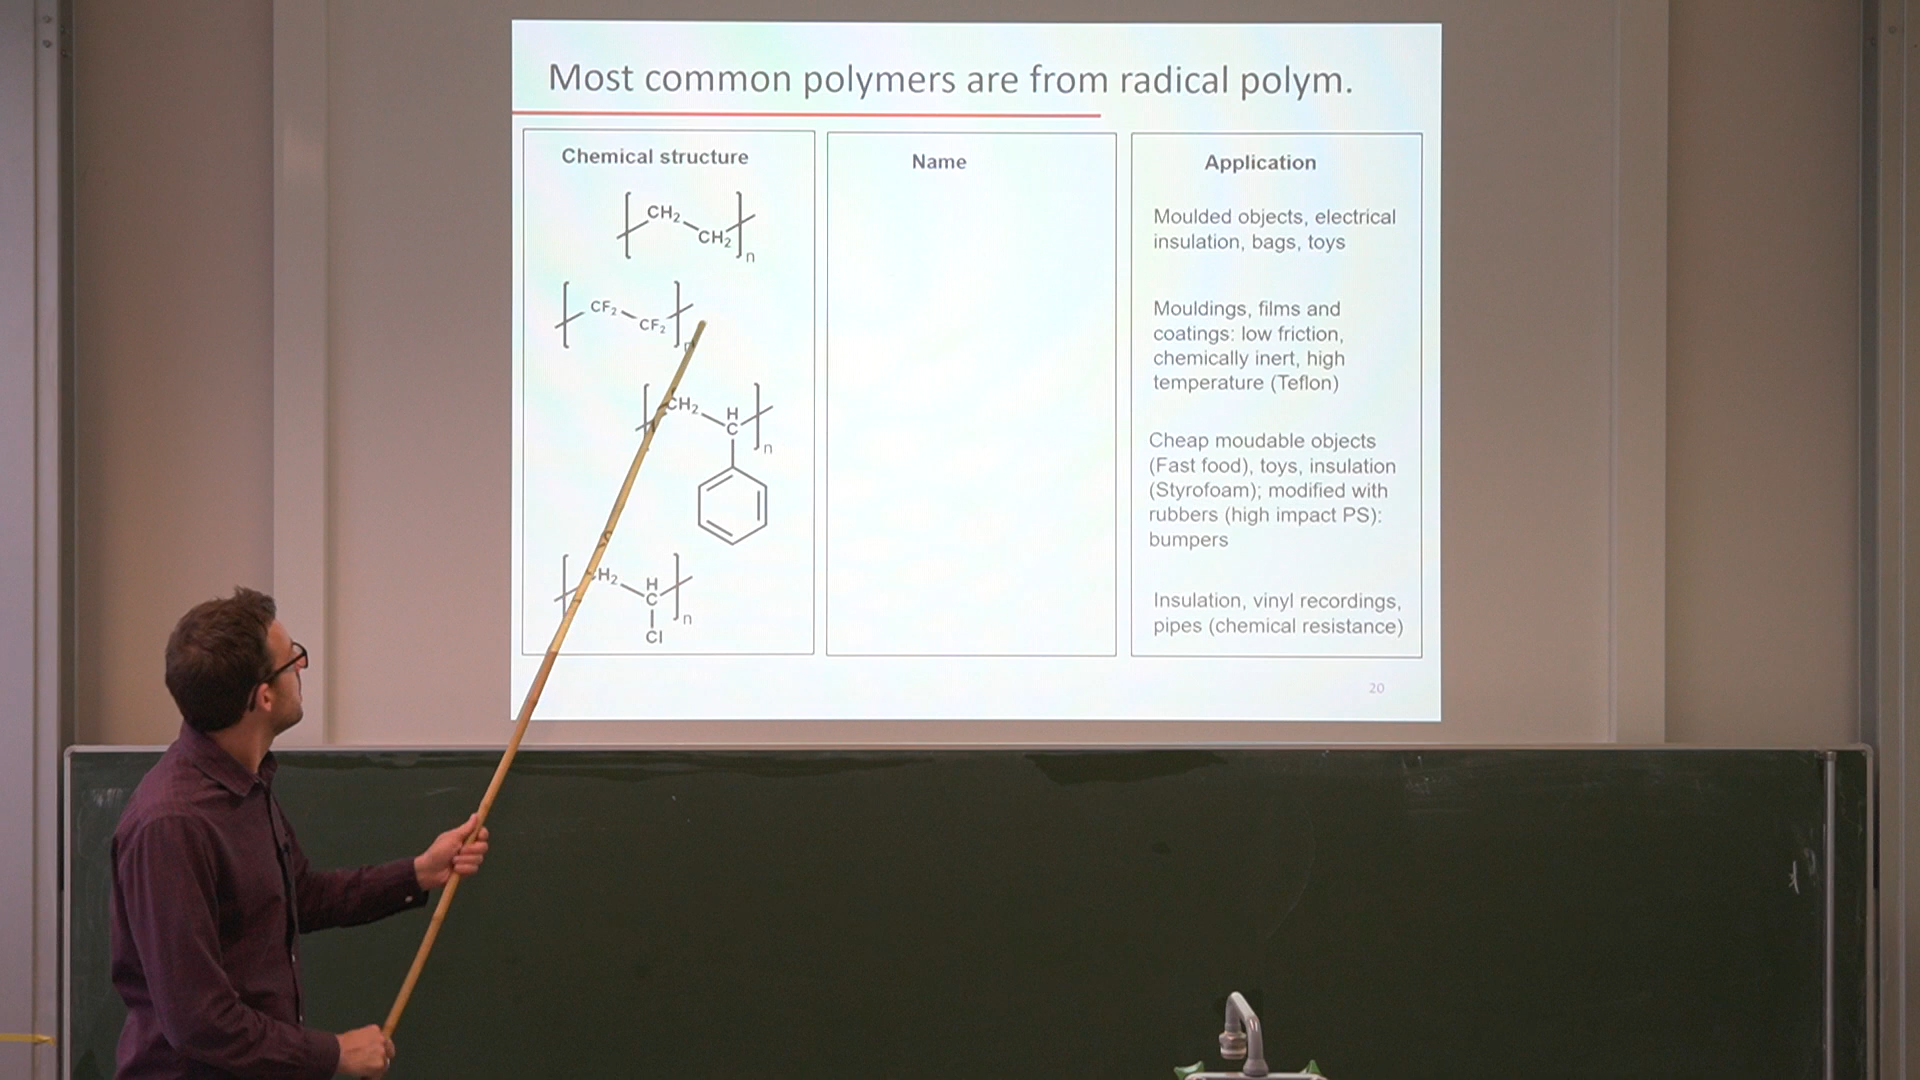 Most common polymers are from radical polym.
Chemical structure
CH2
CH2
n
CF2
CF2
n
CH2
H
C
n
CH2
H
C
n
Cl
Name
Application
Moulded objects, electrical
insulation, bags, toys
Mouldings, films and
coatings: low friction,
chemically inert, high
temperature (Teflon)
Cheap moudable objects
(Fast food), toys, insulation
(Styrofoam); modified with
rubbers (high impact PS):
bumpers
Insulation, vinyl recordings,
pipes (chemical resistance)
20